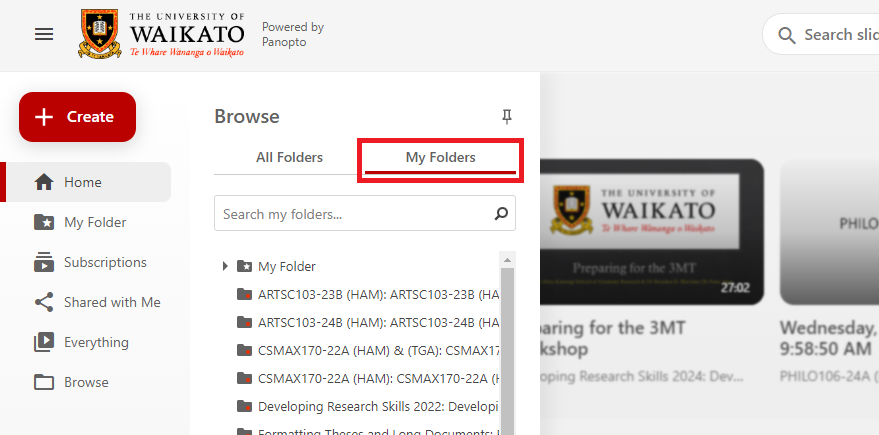 THE UNIVERSITY OF
WAIKATO
Te Whare Wananga o Waikato
Powered by
Panopto
Search slid
Create
Home
My Folder
Subscriptions
Shared with Me
Everything
Browse
Browse
All Folders
My Folders
Search my folders...
My Folder
ARTSC103-23B (HAM): ARTSC103-23B (HA
ARTSC103-24B (HAM): ARTSC103-24B (HA
CSMAX170-22A (HAM) & (TGA): CSMAX17
CSMAX170-22A (HAM): CSMAX170-22A (H
Developing Research Skills 2022: Developi
Formatting Theses and Long Documents: F
THE UNIVERSITY OF
WAIKATO
Te Whare Wananga o Waikato
Preparing for the 3MT
27:02
paring for the 3MT
kshop
eloping Research Skills 2024: Dev...
PHILO
Wednesday,
9:58:50 AM
PHILO106-24A (